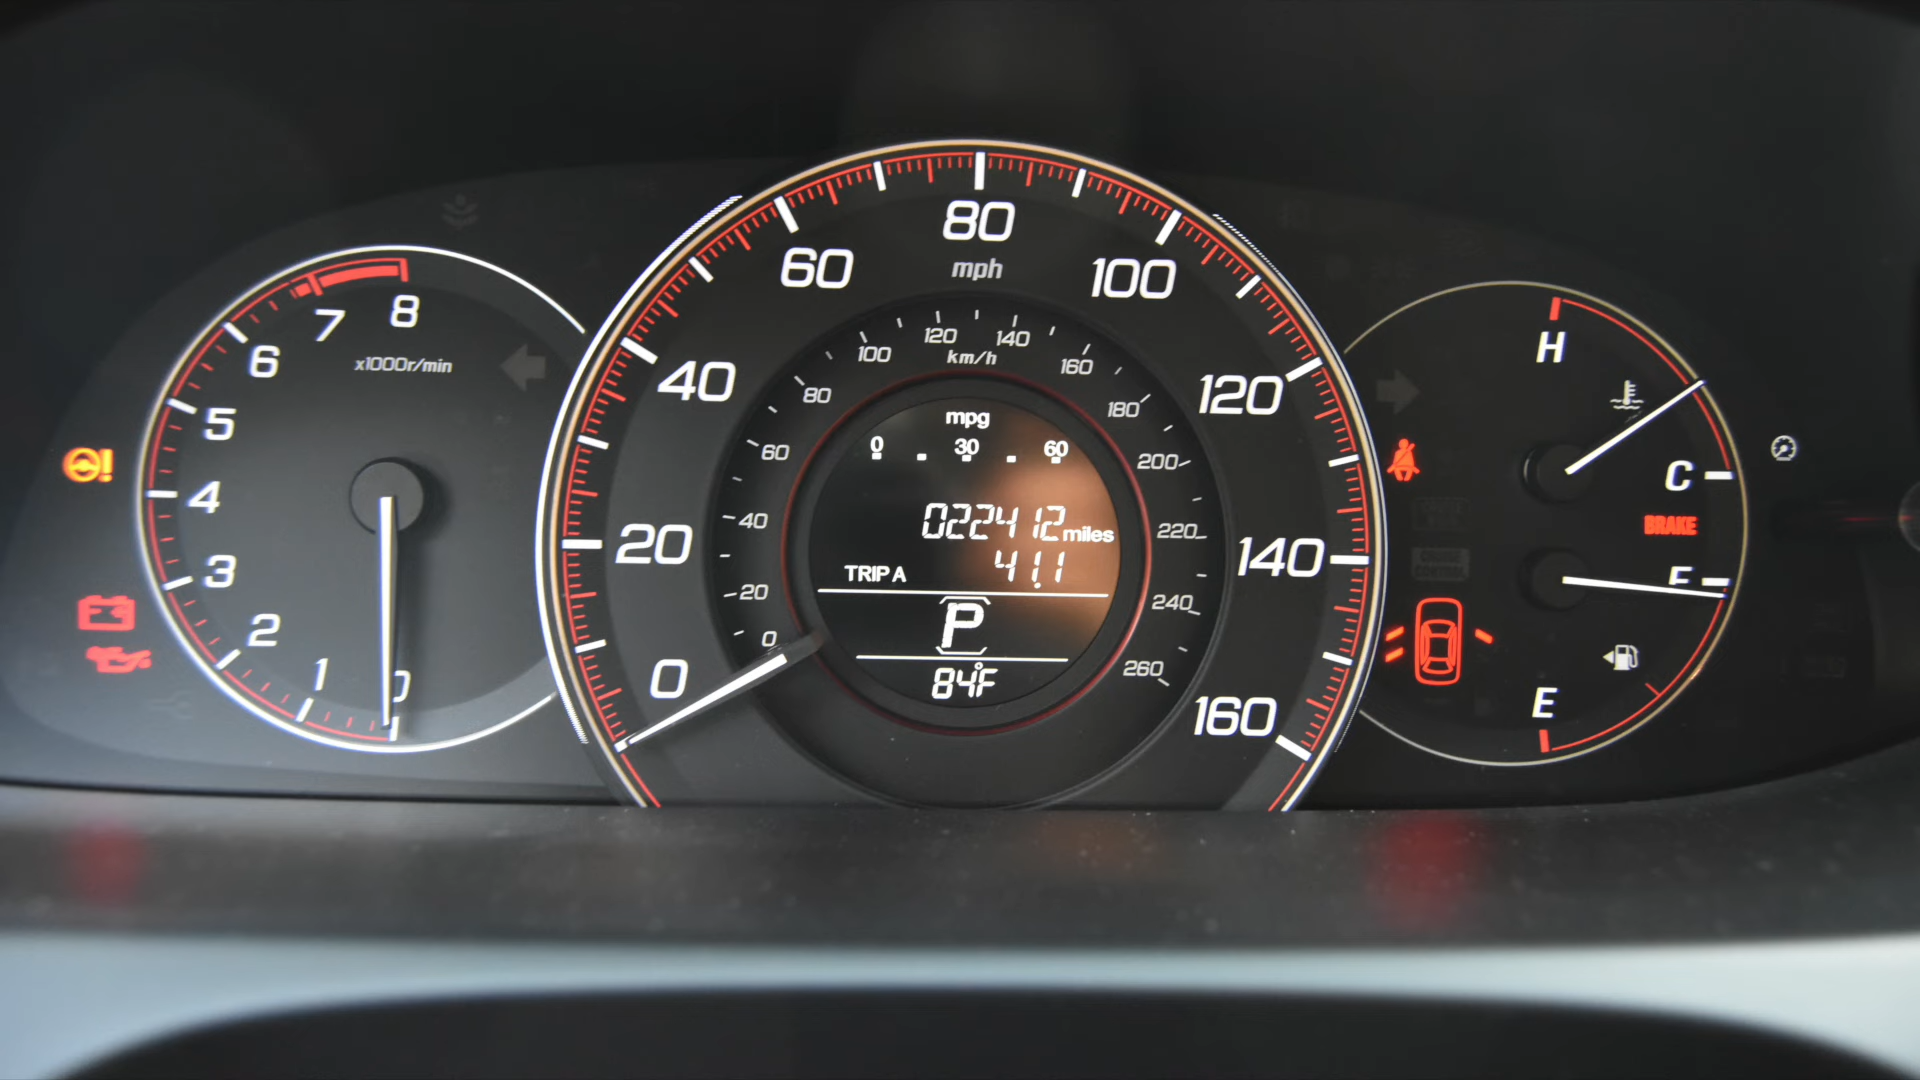 8
7
6
5
4
3
2
1
0
x1000r/min
0
20
40
60
80
100
120
140
160
mph
0
20
40
60
80
100
120
140
160
180
200
220
240
260
km/h
mpg
0 30 60
022412 miles
TRIP A 41.1
P
84°F
H
C
BRAKE
F
E